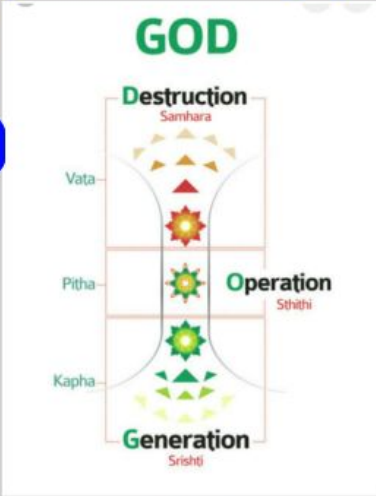 GOD
Destruction
Samhara
Vata
Pitha
Operation
Sthithi
Kapha
Generation
Srishti